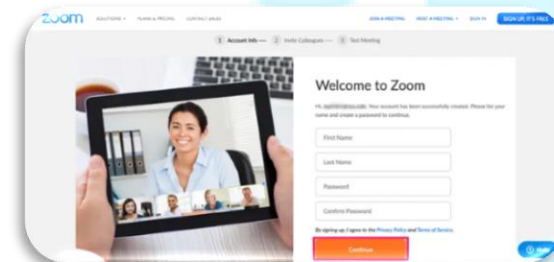 zoom SOLUTIONS PLANS & PRICING CONTACT SALES JOIN A MEETING HOST A MEETING SIGN IN SIGN UP, IT'S FREE
1 Account Info 2 Invite Colleagues 3 Test Meeting
Welcome to Zoom
Hi, Your account has been successfully created. Please list your
name and create a password to continue.
First Name
Last Name
Password
Confirm Password
By signing up, I agree to the Privacy Policy and Terms of Service.
Continue
Help